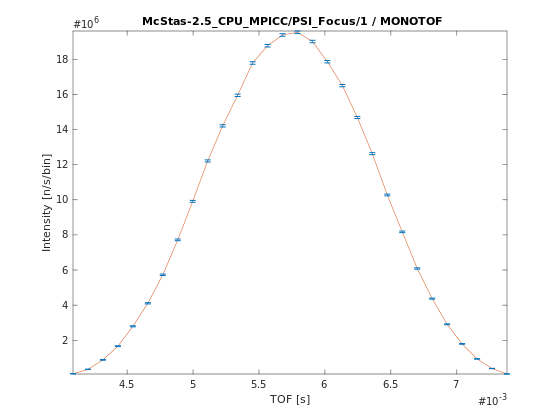 McStas-2.5_CPU_MPICC/PSI_Focus/1 / MONOTOF
#10^6
18
16
14
12
10
8
6
4
2
Intensity [n/s/bin]
4.5 5 5.5 6 6.5 7
TOF [s]
#10^-3